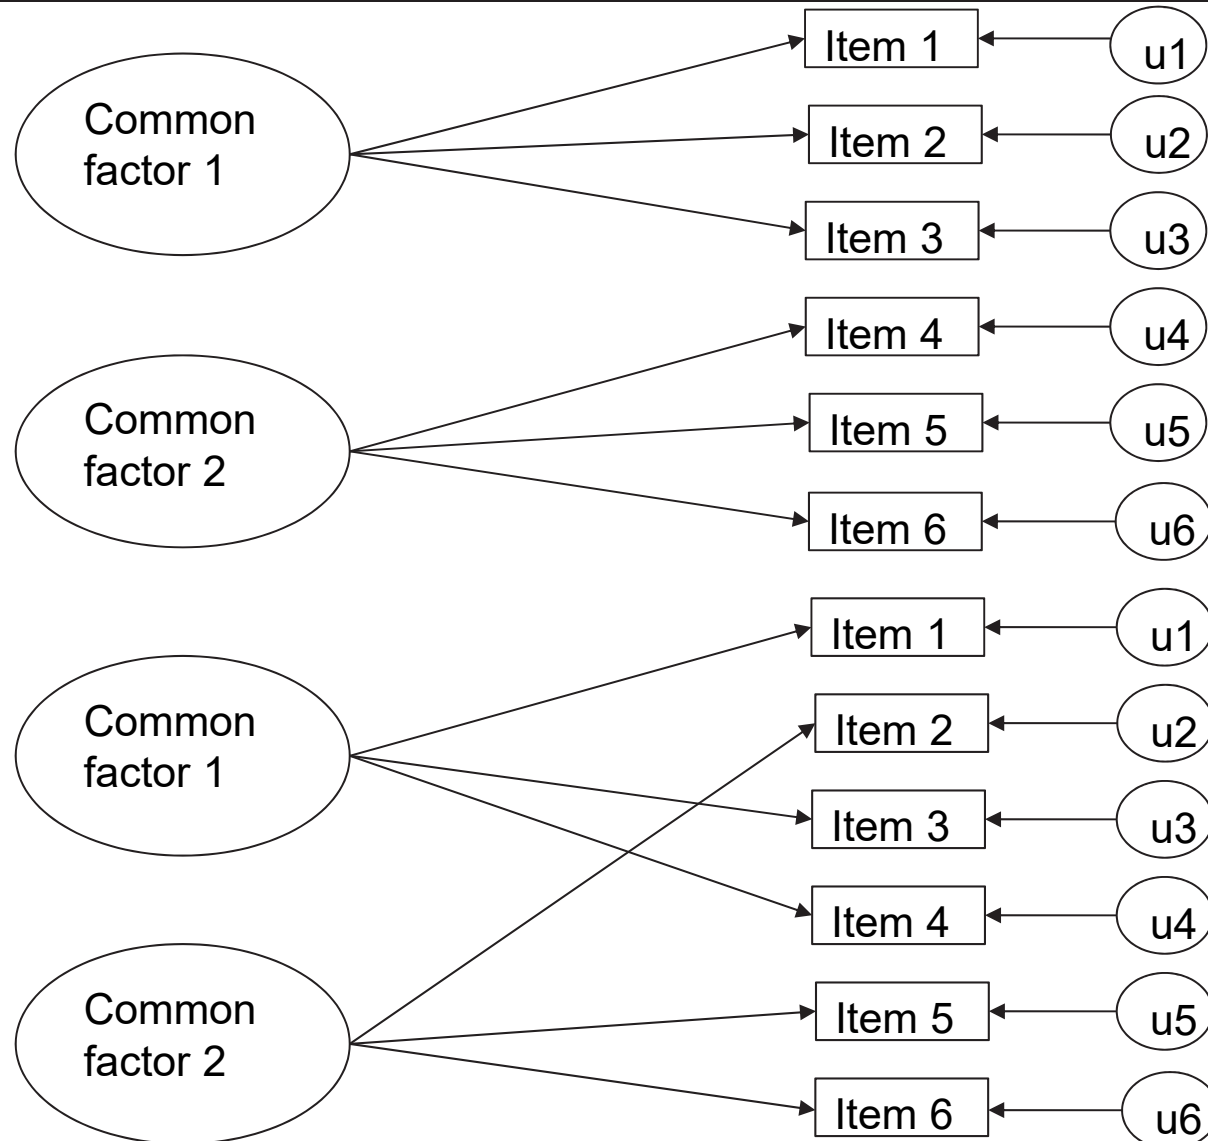 Item 1
u1
Common
factor 1
Item 2
u2
Item 3
u3
Item 4
u4
Common
factor 2
Item 5
u5
Item 6
u6
Item 1
u1
Common
factor 1
Item 2
u2
Item 3
u3
Item 4
u4
Common
factor 2
Item 5
u5
Item 6
u6